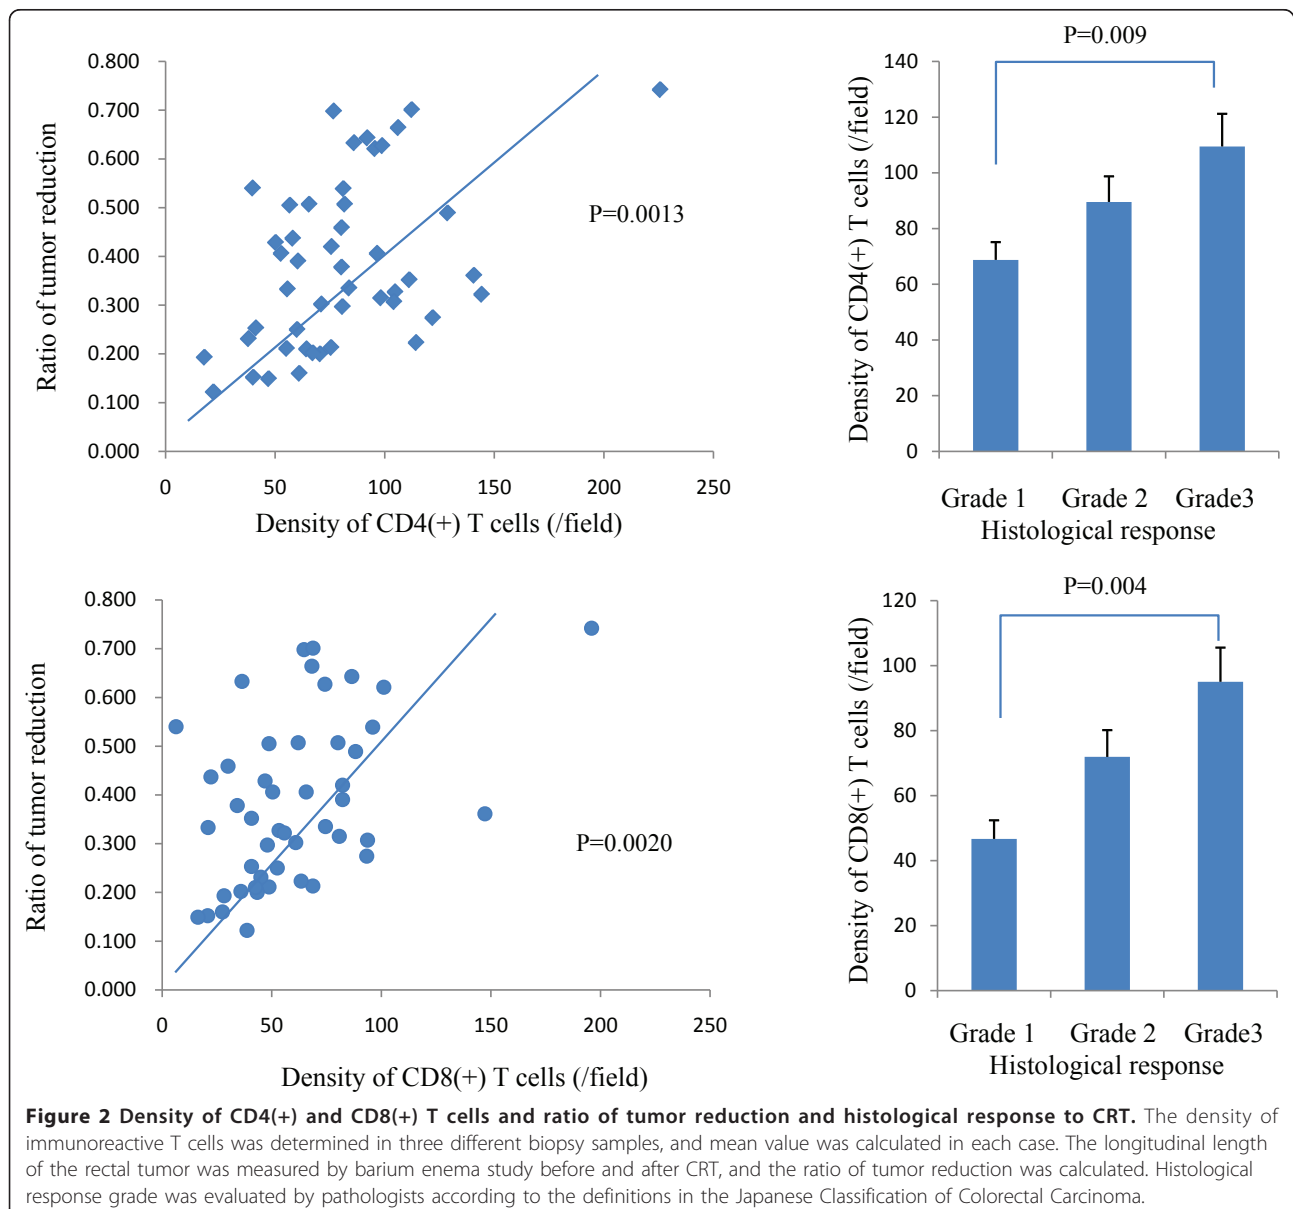 0.800
0.700
0.600
0.500
0.400
0.300
0.200
0.100
0.000
Ratio of tumor reduction
P=0.0013
0 50 100 150 200 250
Density of CD4(+) T cells (/field)
P=0.009
140
120
100
80
60
40
20
0
Density of CD4(+) T cells (/field)
Grade 1 Grade 2 Grade3
Histological response
0.800
0.700
0.600
0.500
0.400
0.300
0.200
0.100
0.000
Ratio of tumor reduction
P=0.0020
0 50 100 150 200 250
Density of CD8(+) T cells (/field)
P=0.004
120
100
80
60
40
20
0
Density of CD8(+) T cells (/field)
Grade 1 Grade 2 Grade3
Histological response
Figure 2 Density of CD4(+) and CD8(+) T cells and ratio of tumor reduction and histological response to CRT. The density of
immunoreactive T cells was determined in three different biopsy samples, and mean value was calculated in each case. The longitudinal length
of the rectal tumor was measured by barium enema study before and after CRT, and the ratio of tumor reduction was calculated. Histological
response grade was evaluated by pathologists according to the definitions in the Japanese Classification of Colorectal Carcinoma.